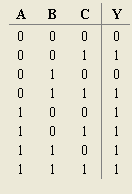 A B C Y
0 0 0 0
0 0 1 1
0 1 0 0
0 1 1 1
1 0 0 1
1 0 1 1
1 1 0 1
1 1 1 1